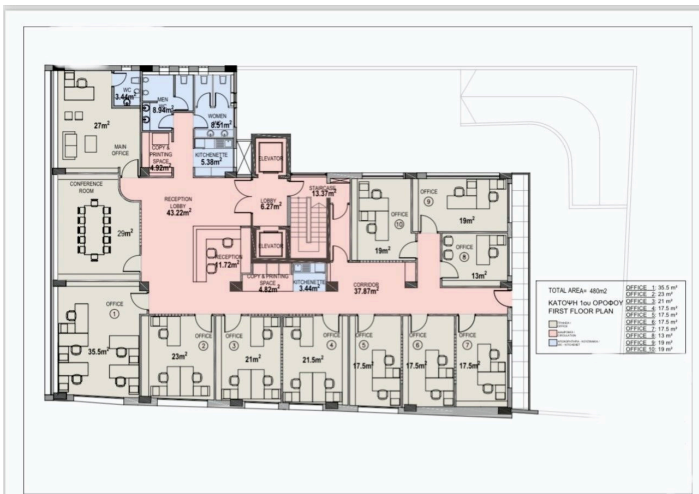 WC
3.44m²
MEN
WC
8.94m²
WOMEN
8.51m²
27m²
MAIN
OFFICE
COPY &
PRINTING
SPACE
4.92m²
KITCHENETTE
5.38m²
ELEVATOR
CONFERENCE
ROOM
29m²
RECEPTION
LOBBY
43.22m²
LOBBY
6.27m²
STAIRCASE
13.37m²
ELEVATOR
RECEPTION
11.72m²
COPY & PRINTING
SPACE
4.82m²
KITCHENETTE
3.44m²
CORRIDOR
37.87m²
OFFICE
10
19m²
OFFICE
9
19m²
OFFICE
8
13m²
OFFICE
1
35.5m²
OFFICE
2
23m²
OFFICE
3
21m²
OFFICE
4
21.5m²
OFFICE
5
17.5m²
OFFICE
6
17.5m²
OFFICE
7
17.5m²
TOTAL AREA= 480m2
ΚΑΤΟΨΗ 1ου ΟΡΟΦΟΥ
FIRST FLOOR PLAN
OFFICE 1: 35.5 m²
OFFICE 2: 23 m²
OFFICE 3: 21 m²
OFFICE 4: 17.5 m²
OFFICE 5: 17.5 m²
OFFICE 6: 17.5 m²
OFFICE 7: 17.5 m²
OFFICE 8: 13 m²
OFFICE 9: 19 m²
OFFICE 10: 19 m²